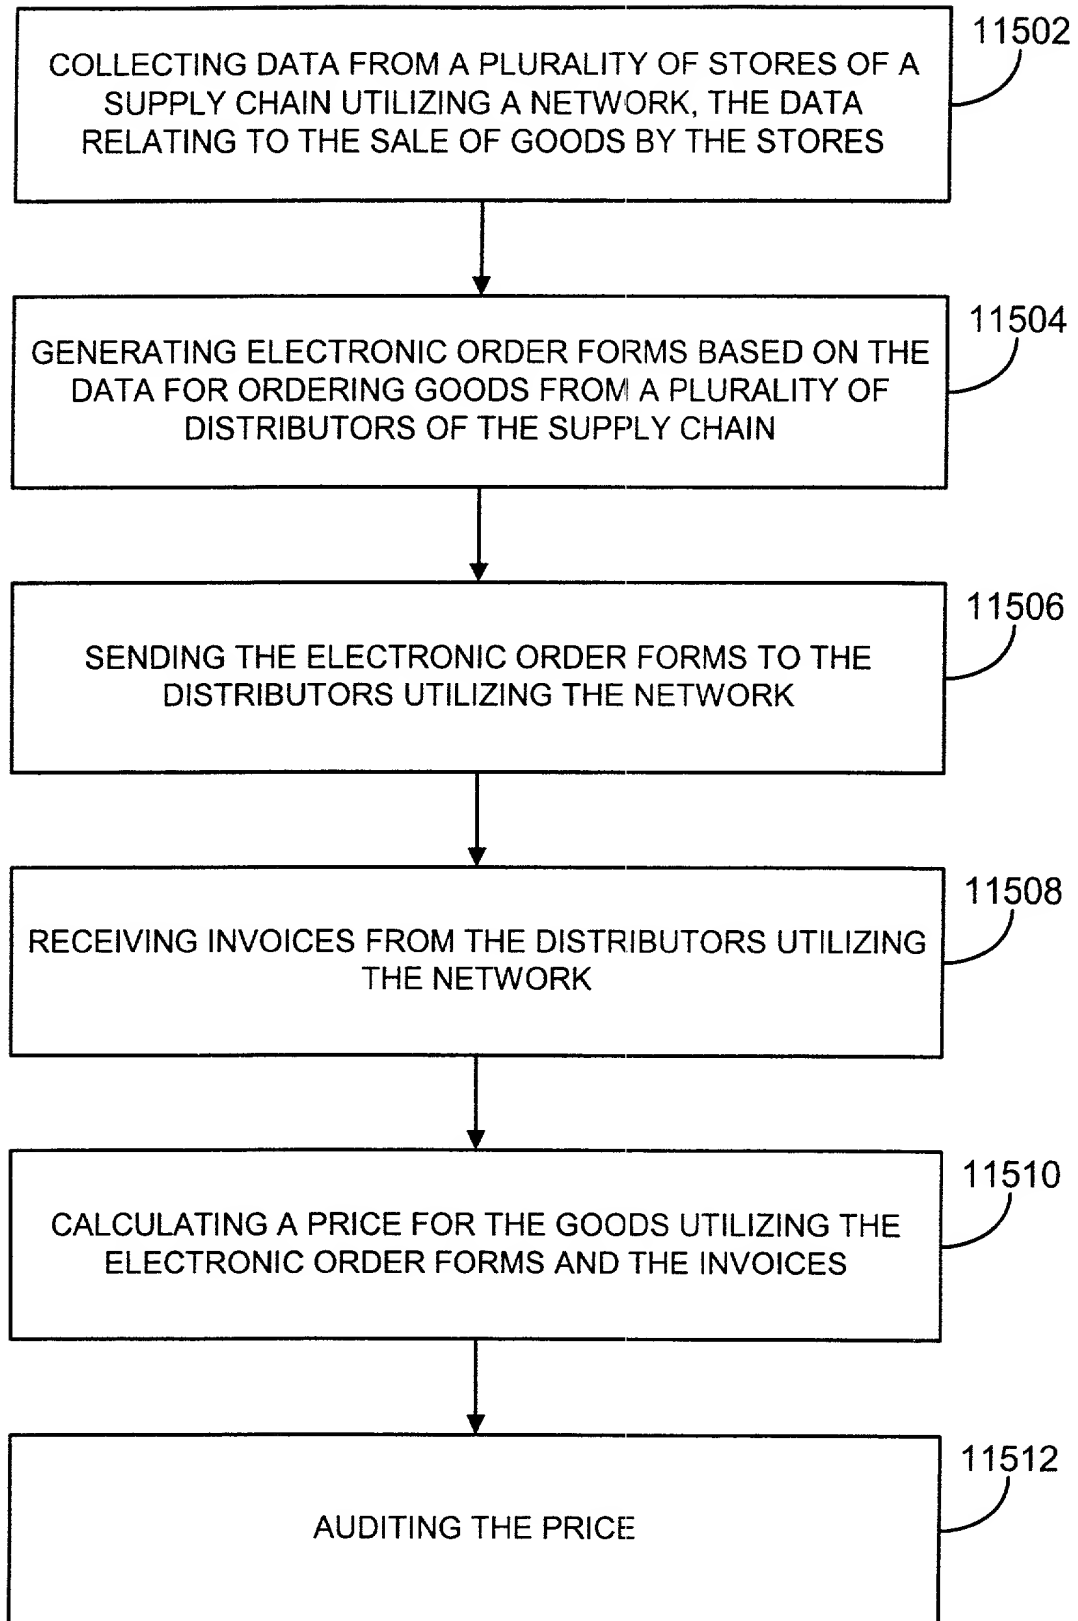 11502
COLLECTING DATA FROM A PLURALITY OF STORES OF A
SUPPLY CHAIN UTILIZING A NETWORK, THE DATA
RELATING TO THE SALE OF GOODS BY THE STORES
11504
GENERATING ELECTRONIC ORDER FORMS BASED ON THE
DATA FOR ORDERING GOODS FROM A PLURALITY OF
DISTRIBUTORS OF THE SUPPLY CHAIN
11506
SENDING THE ELECTRONIC ORDER FORMS TO THE
DISTRIBUTORS UTILIZING THE NETWORK
11508
RECEIVING INVOICES FROM THE DISTRIBUTORS UTILIZING
THE NETWORK
11510
CALCULATING A PRICE FOR THE GOODS UTILIZING THE
ELECTRONIC ORDER FORMS AND THE INVOICES
11512
AUDITING THE PRICE